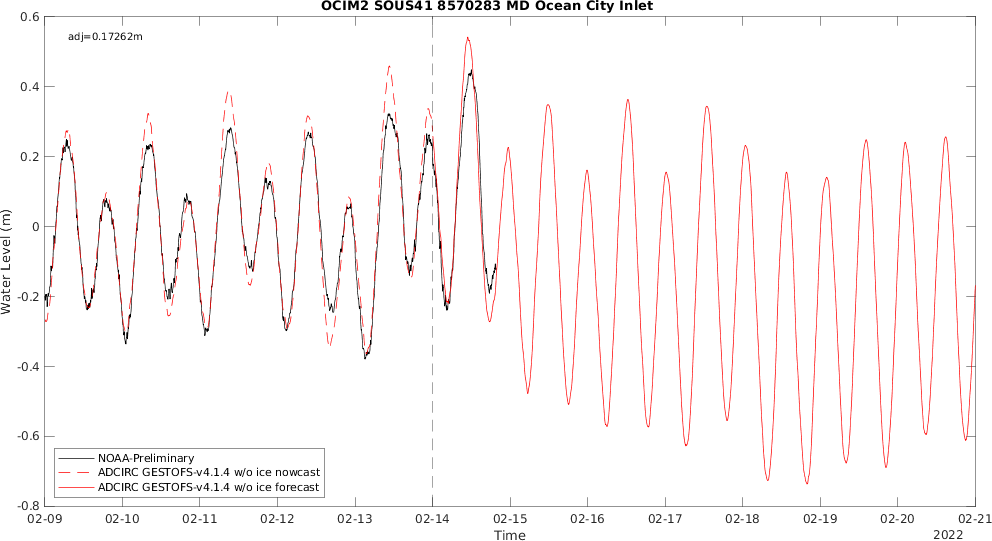 OCIM2 SOUS41 8570283 MD Ocean City Inlet
adj=0.17262m
0.6
0.4
0.2
0
-0.2
-0.4
-0.6
-0.8
Water Level (m)
NOAA-Preliminary
ADCIRC GESTOFS-v4.1.4 w/o ice nowcast
ADCIRC GESTOFS-v4.1.4 w/o ice forecast
02-09 02-10 02-11 02-12 02-13 02-14 02-15 02-16 02-17 02-18 02-19 02-20 02-21
Time
2022